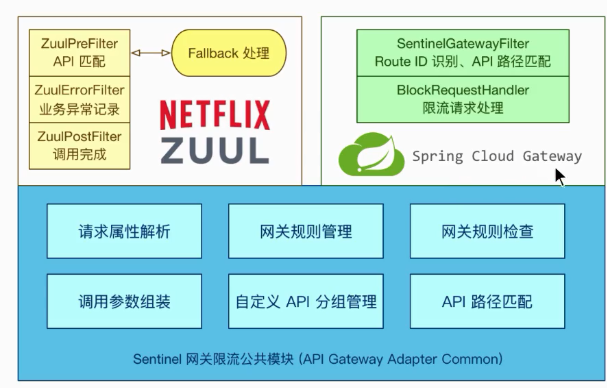 ZuulPreFilter
API 匹配
Fallback 处理
ZuulErrorFilter
业务异常记录
ZuulPostFilter
调用完成
NETFLIX
ZUUL
SentinelGatewayFilter
Route ID 识别、API 路径匹配
BlockRequestHandler
限流请求处理
Spring Cloud Gateway
请求属性解析
网关规则管理
网关规则检查
调用参数组装
自定义 API 分组管理
API 路径匹配
Sentinel 网关限流公共模块 (API Gateway Adapter Common)